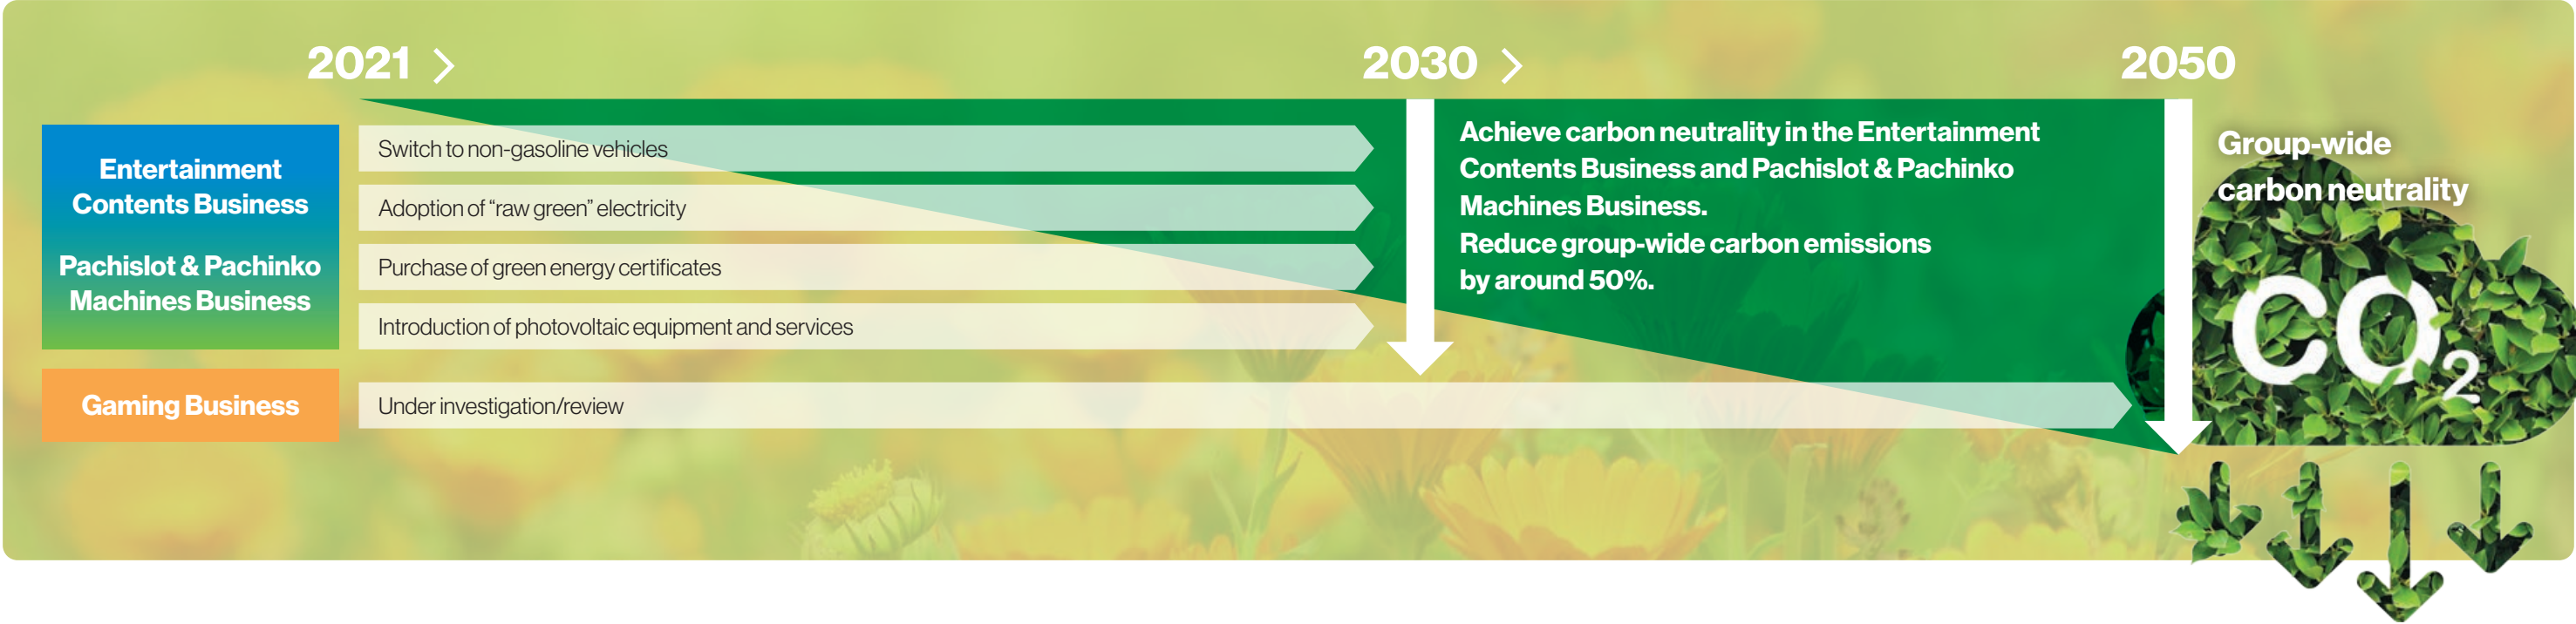 2021
2030
2050
Entertainment
Contents Business
Pachislot & Pachinko
Machines Business
Switch to non-gasoline vehicles
Adoption of “raw green” electricity
Purchase of green energy certificates
Introduction of photovoltaic equipment and services
Achieve carbon neutrality in the Entertainment
Contents Business and Pachislot & Pachinko
Machines Business.
Reduce group-wide carbon emissions
by around 50%.
Group-wide
carbon neutrality
CO₂
Gaming Business
Under investigation/review